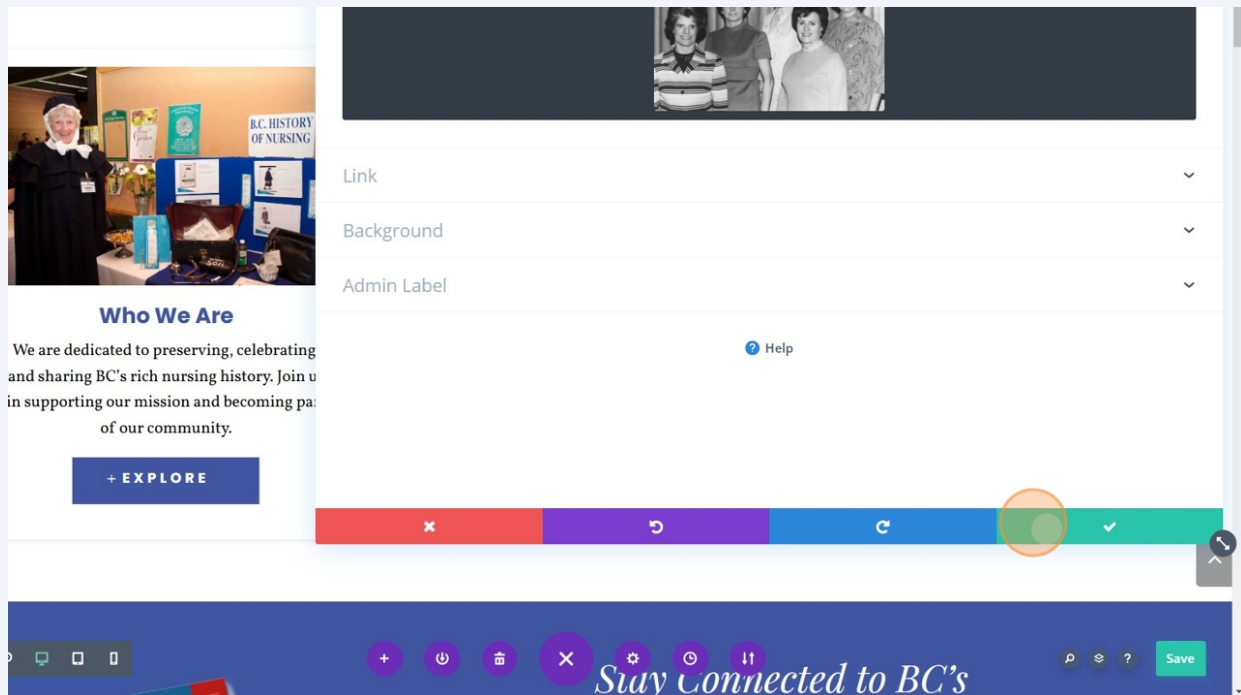 B.C. HISTORY
OF NURSING
Link
Background
Admin Label
Help
Who We Are
We are dedicated to preserving, celebrating
and sharing BC's rich nursing history. Join u
in supporting our mission and becoming pa
of our community.
+ EXPLORE
Stay Connected to BC's
Save